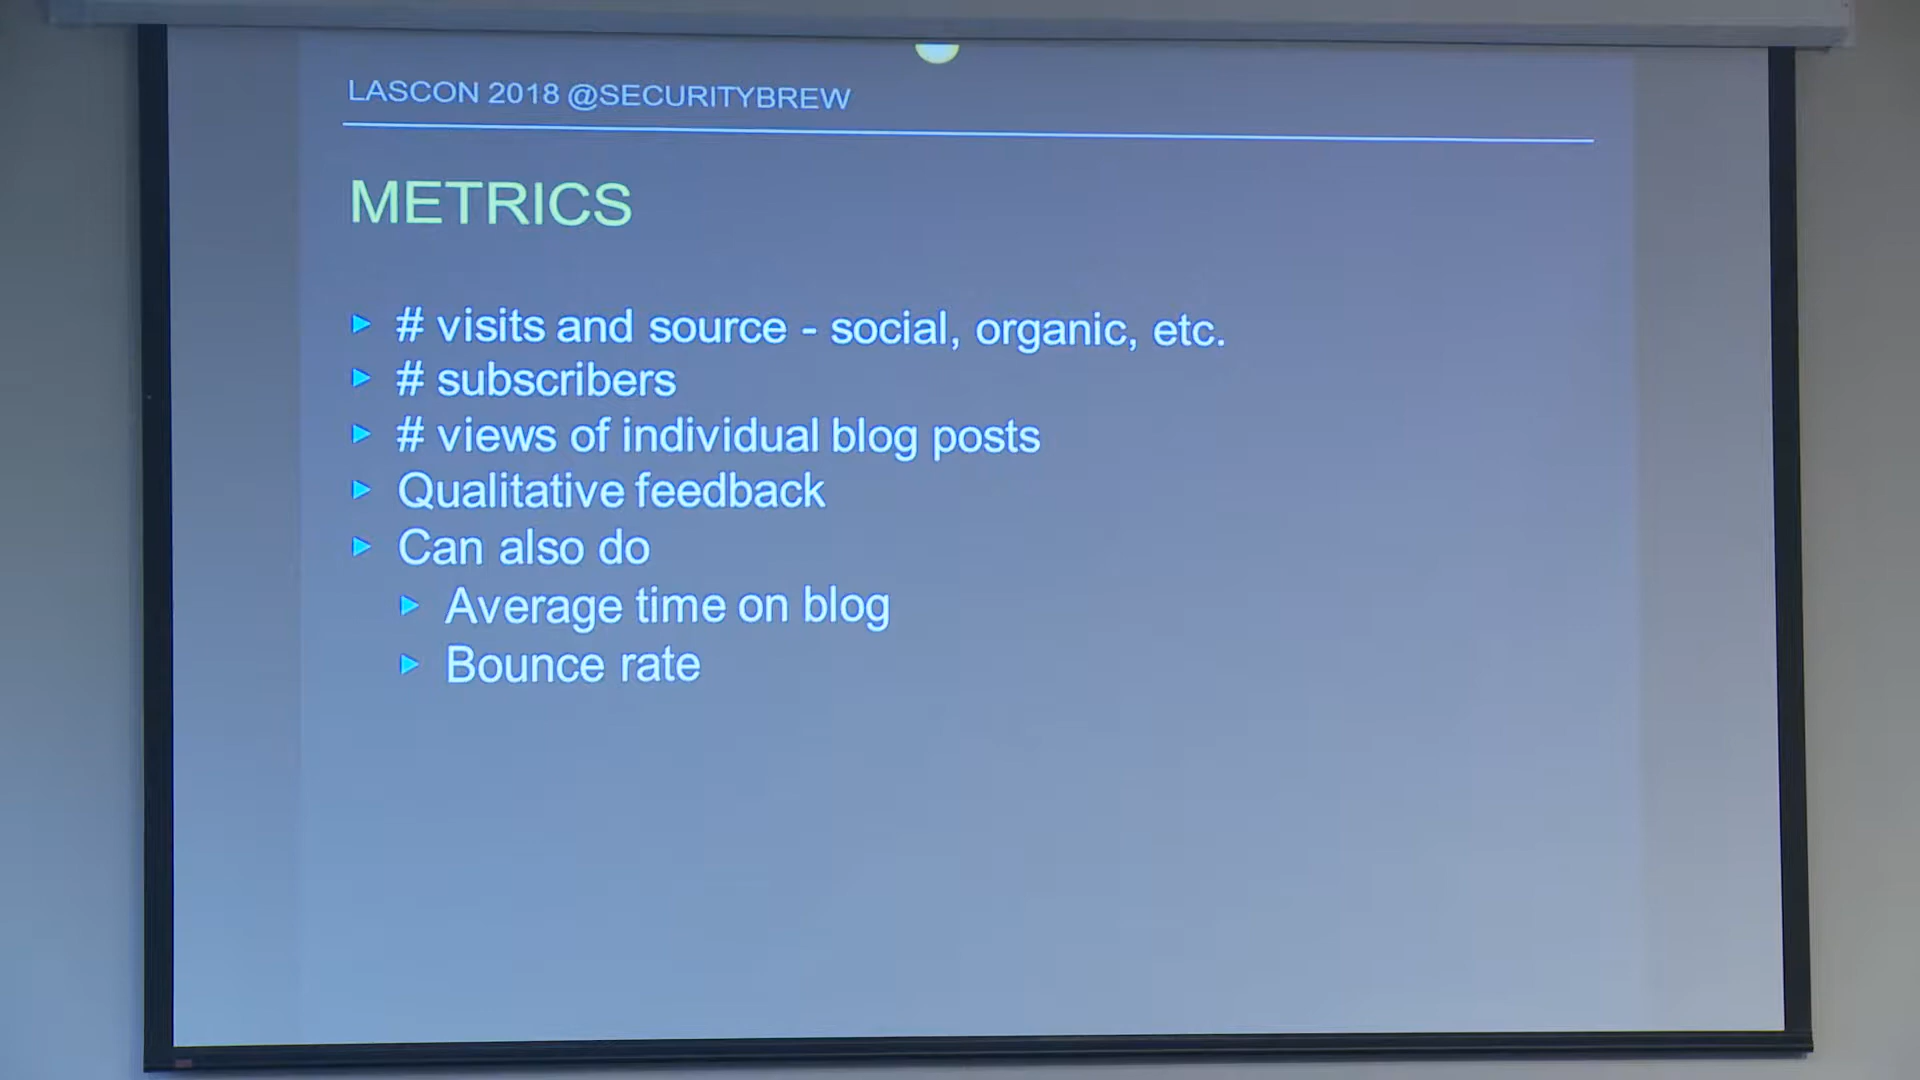 LASCON 2018 @SECURITYBREW
METRICS
# visits and source - social, organic, etc.
# subscribers
# views of individual blog posts
Qualitative feedback
Can also do
Average time on blog
Bounce rate